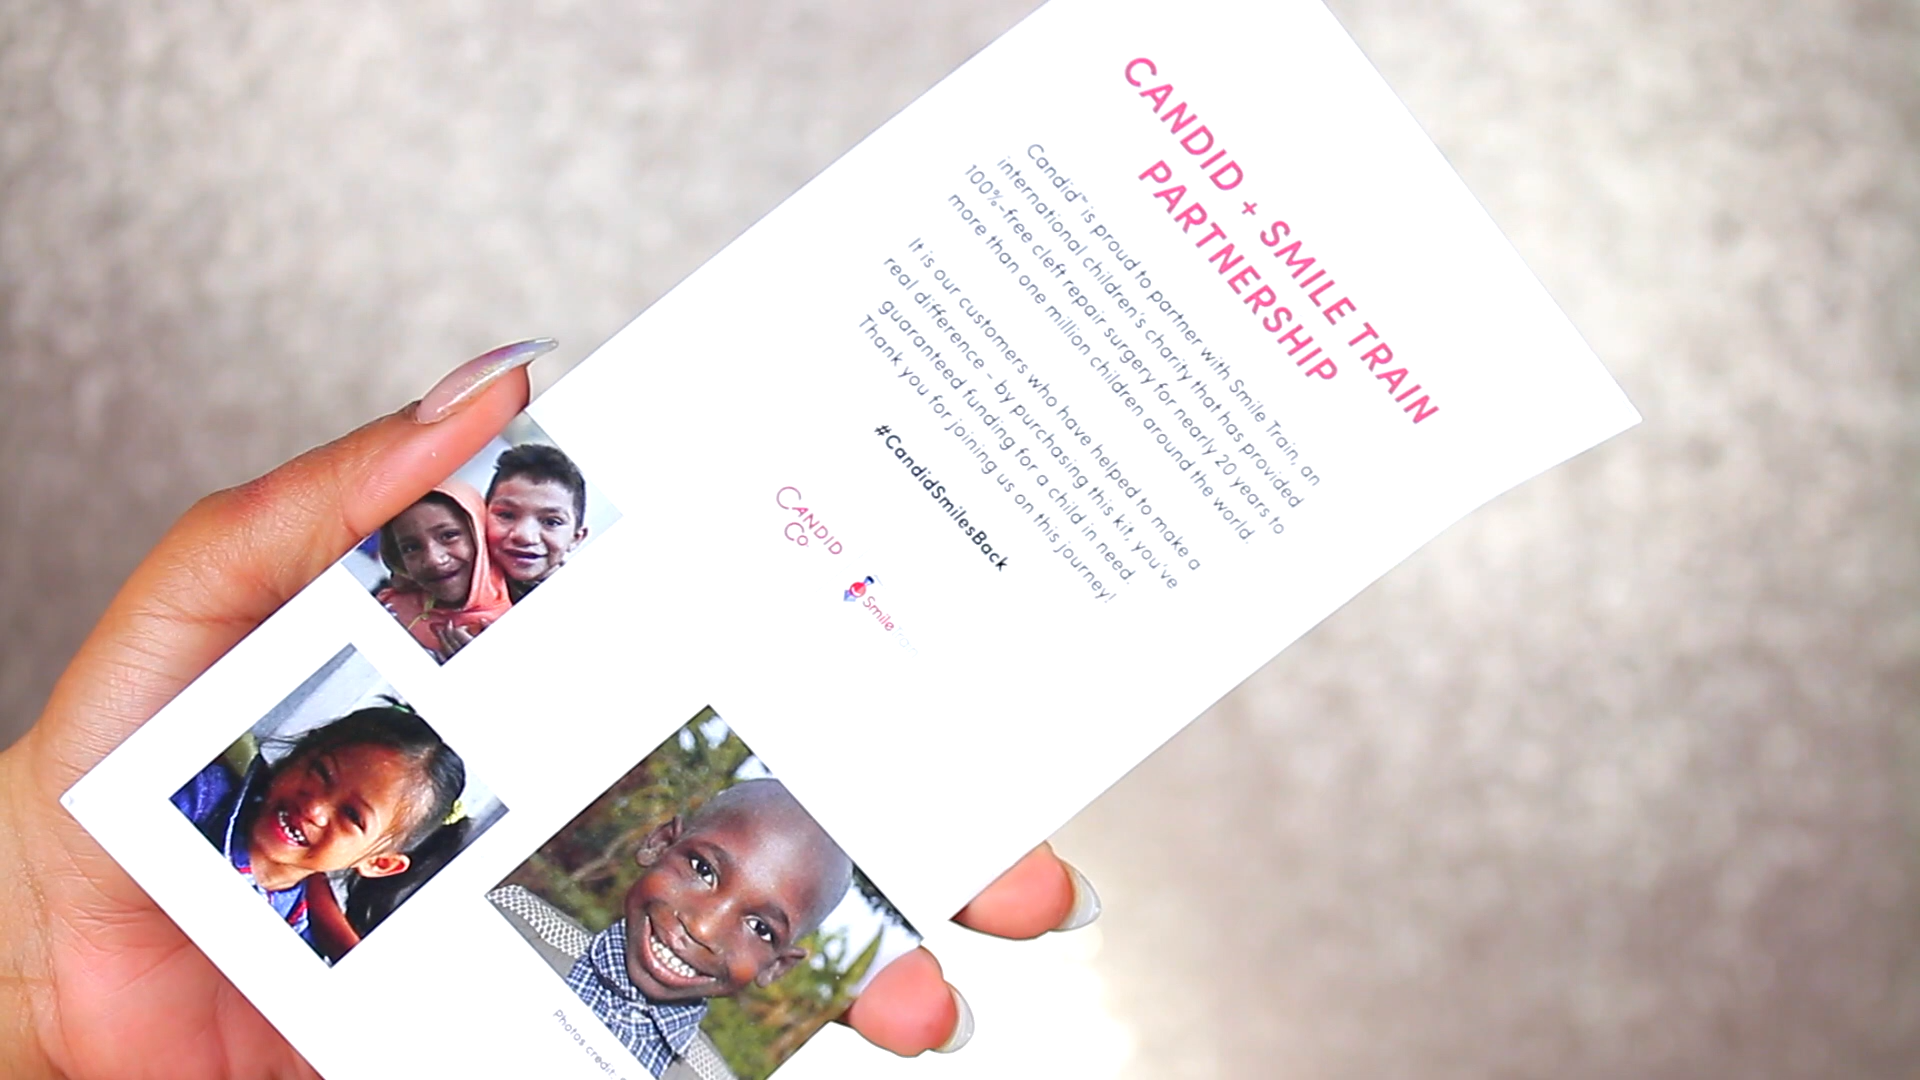 CANDID + SMILE TRAIN
PARTNERSHIP
Candid™ is proud to partner with Smile Train, an
international children's charity that has provided
100%-free cleft repair surgery for nearly 20 years to
more than one million children around the world.
It is our customers who have helped to make a
real difference – by purchasing this kit, you've
guaranteed funding for a child in need.
Thank you for joining us on this journey!
#CandidSmilesBack
CANDID
Co
Smile
Photos credit: